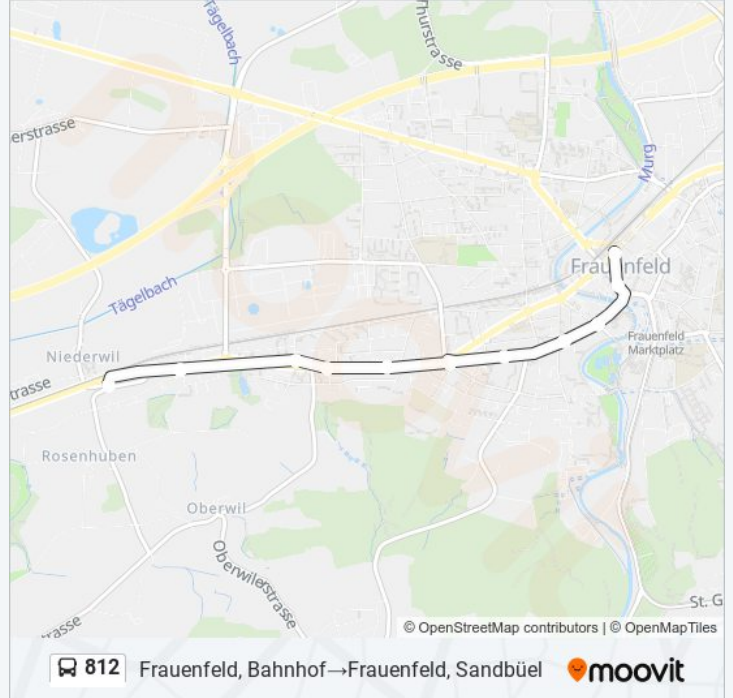 Tägelbach
Thurstrasse
erstrasse
Murg
Frauenfeld
Tägelbach
Frauenfeld
Marktplatz
Niederwil
strasse
Rosenhuben
Oberwil
Oberwilerstrasse
St. G
asse
© OpenStreetMap contributors | © OpenMapTiles
812 Frauenfeld, Bahnhof→Frauenfeld, Sandbüel moovit